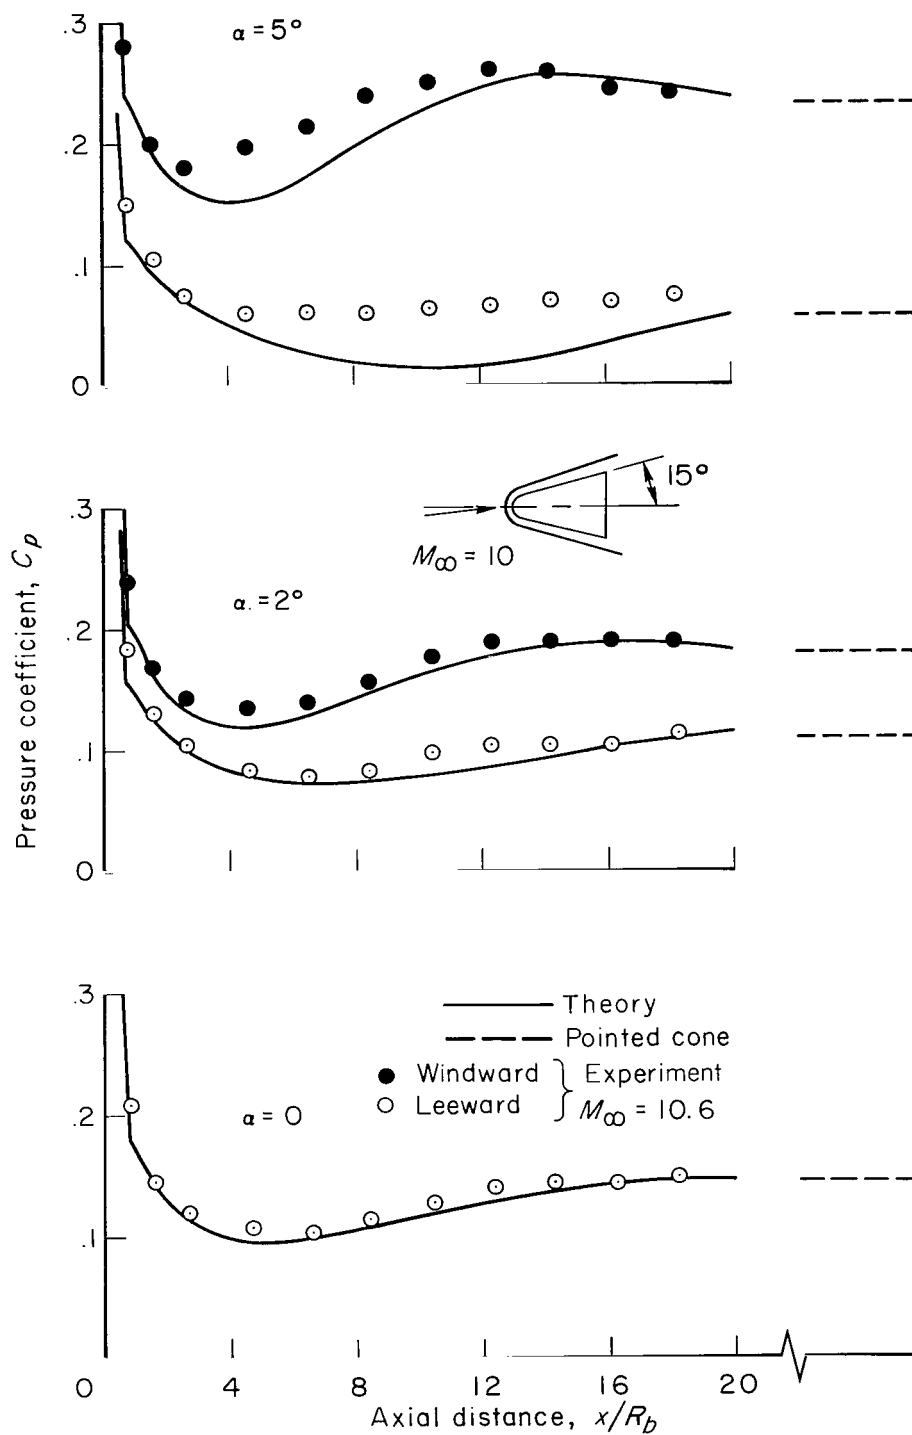 .3
α = 5°
.2
.1
0
15°
M∞ = 10
.3
α. = 2°
.2
.1
0
Pressure coefficient, Cp
.3
Theory
Pointed cone
Windward
Leeward
Experiment
M∞ = 10.6
α = 0
.2
.1
0 4 8 12 16 20
Axial distance, x/Rb